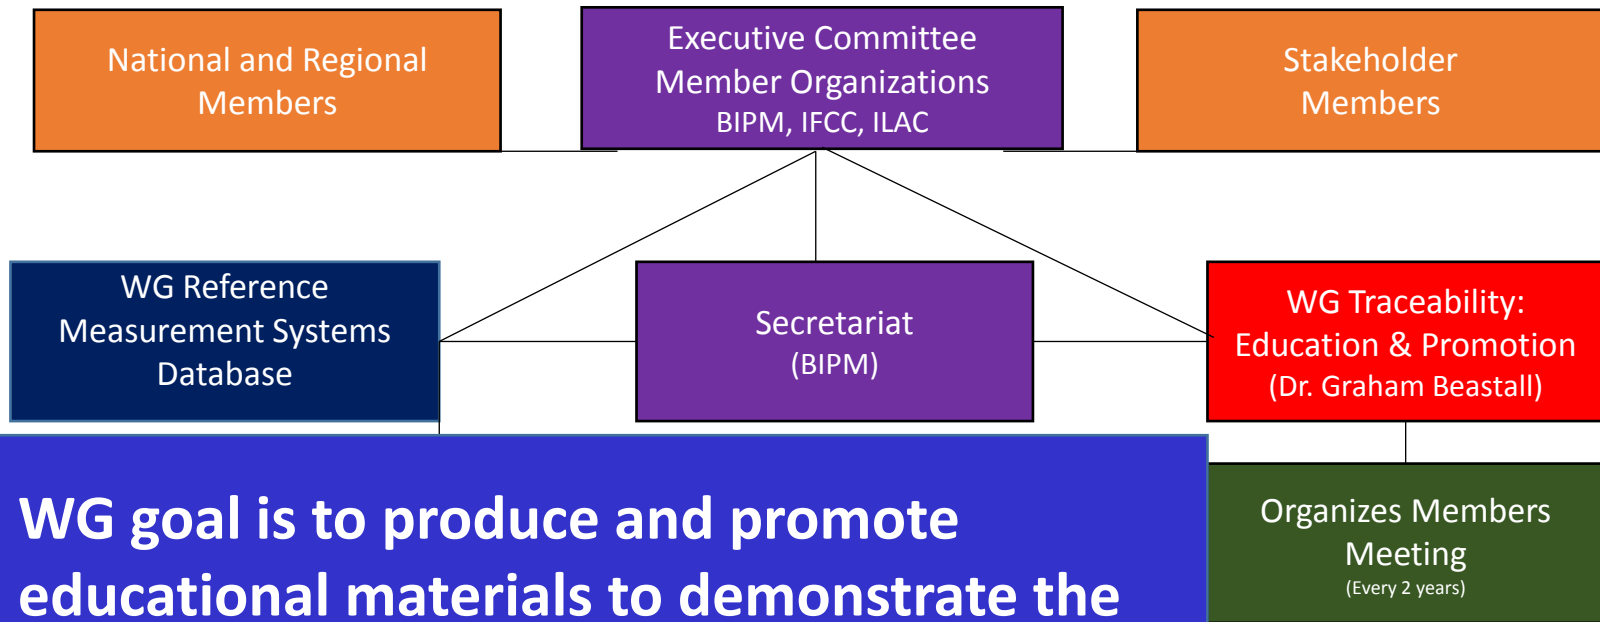 National and Regional
Members
Executive Committee
Member Organizations
BIPM, IFCC, ILAC
Stakeholder
Members
WG Reference
Measurement Systems
Database
Secretariat
(BIPM)
WG Traceability:
Education & Promotion
(Dr. Graham Beastall)
WG goal is to produce and promote
educational materials to demonstrate the
Organizes Members
Meeting
(Every 2 years)